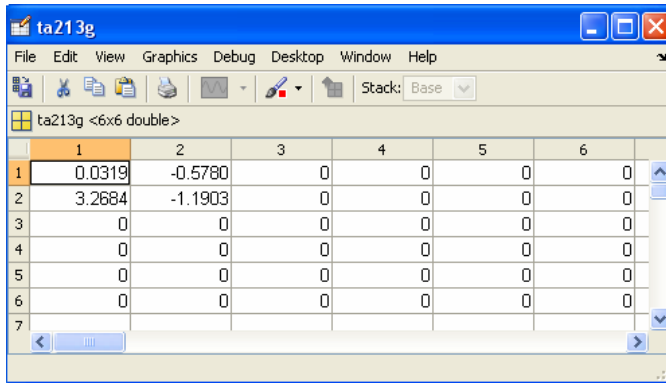 ta213g
File Edit View Graphics Debug Desktop Window Help
Stack: Base
ta213g <6x6 double>
1 2 3 4 5 6
1 0.0319 -0.5780 0 0 0 0
2 3.2684 -1.1903 0 0 0 0
3 0 0 0 0 0 0
4 0 0 0 0 0 0
5 0 0 0 0 0 0
6 0 0 0 0 0 0
7